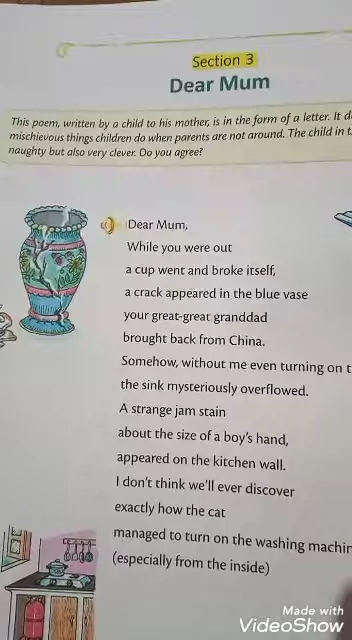 Section 3
Dear Mum
This poem, written by a child to his mother, is in the form of a letter. It
mischievous things children do when parents are not around. The child in
naughty but also very clever. Do you agree?
Dear Mum,
While you were out
a cup went and broke itself,
a crack appeared in the blue vase
your great-great granddad
brought back from China.
Somehow, without me even turning on
the sink mysteriously overflowed.
A strange jam stain
about the size of a boy's hand,
appeared on the kitchen wall.
I don't think we'll ever discover
exactly how the cat
managed to turn on the washing machin
(especially from the inside)
Made with
VideoShow